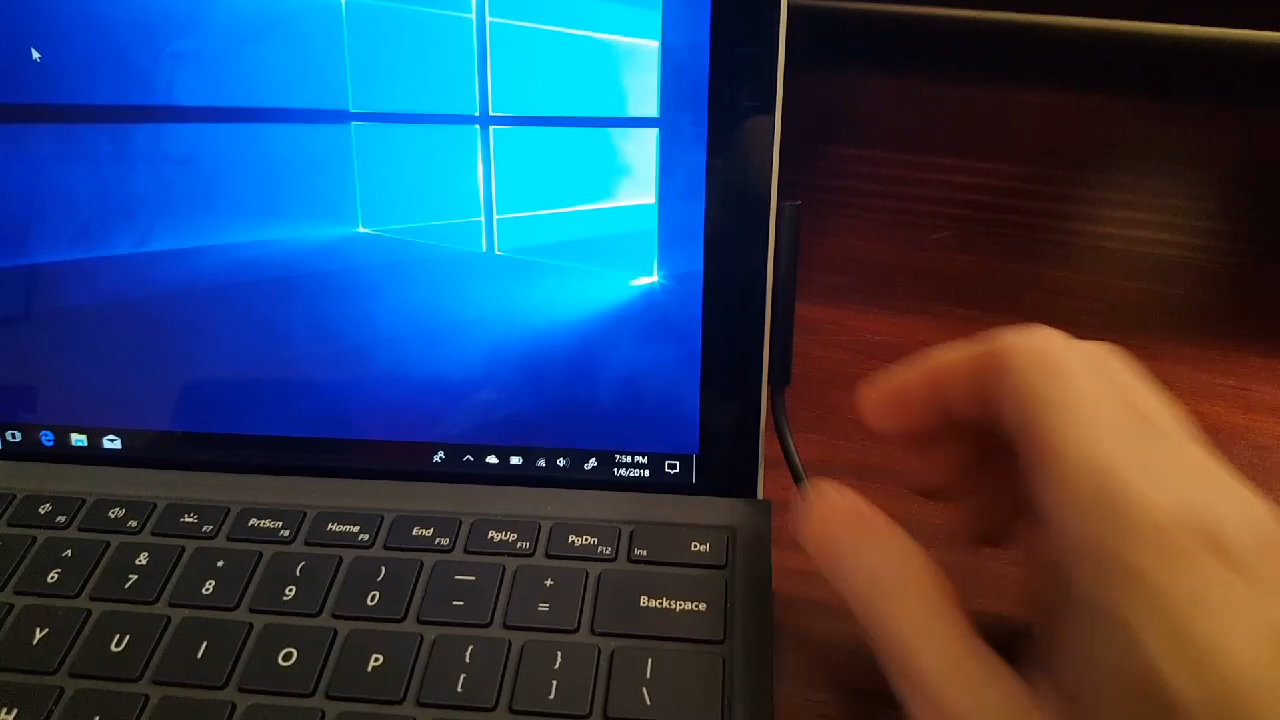 7:58 PM
1/6/2018
F5
F6
F7
PrtScn F8
Home F9
End F10
PgUp F11
PgDn F12
Ins Del
^ 6
& 7
* 8
( 9
) 0
— -
+ =
Backspace
Y
U
I
O
P
{ [
} ]
| \
H